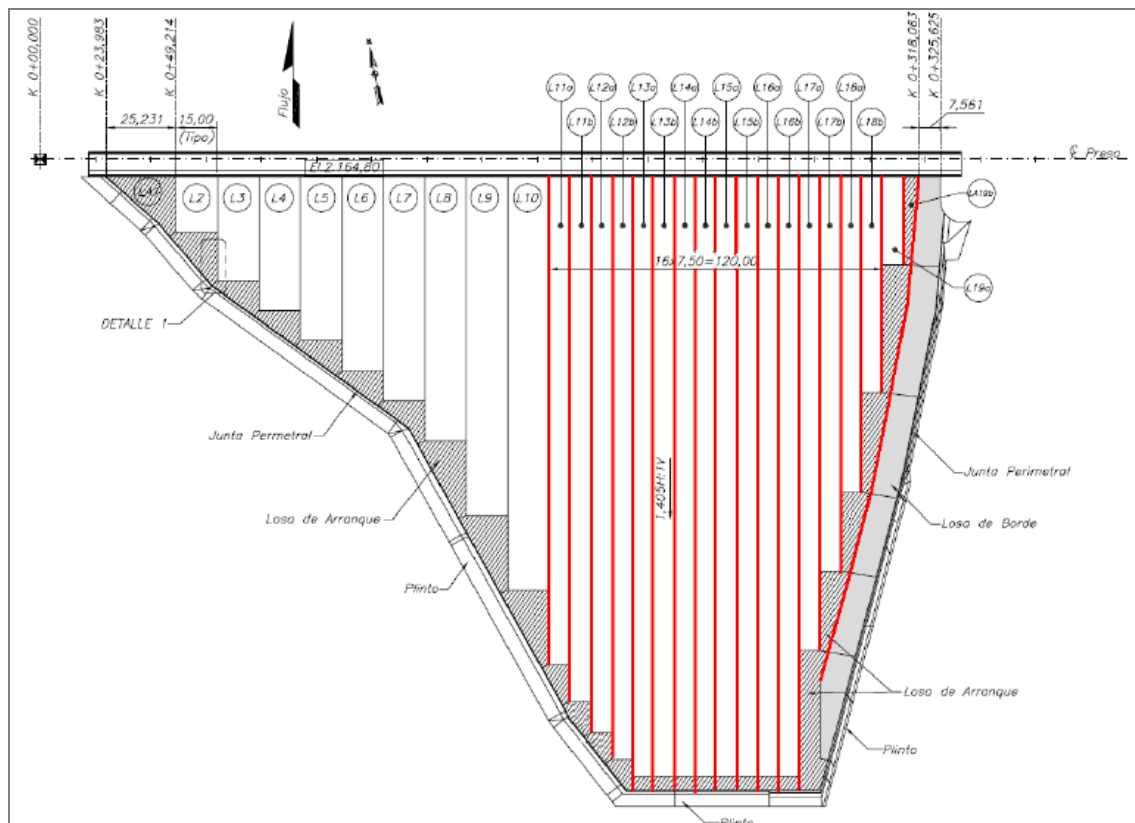 K 0+00,000
K 0+23,983
K 0+49,214
K 0+318,063
K 0+325,625
Flujo
25,231
15,00
(Tipo)
7,561
L11a
L12a
L13a
L14a
L15a
L16a
L17a
L18a
L11b
L12b
L13b
L14b
L15b
L16b
L17b
L18b
₵ Presa
El.2.164,80
LA1
L2
L3
L4
L5
L6
L7
L8
L9
L10
LA19b
16x7,50=120,00
L19a
DETALLE 1
Junta Permetral
Junta Perimetral
1,405H:1V
Losa de Arranque
Losa de Borde
Plinto
Losa de Arranque
Plinto
Plinto